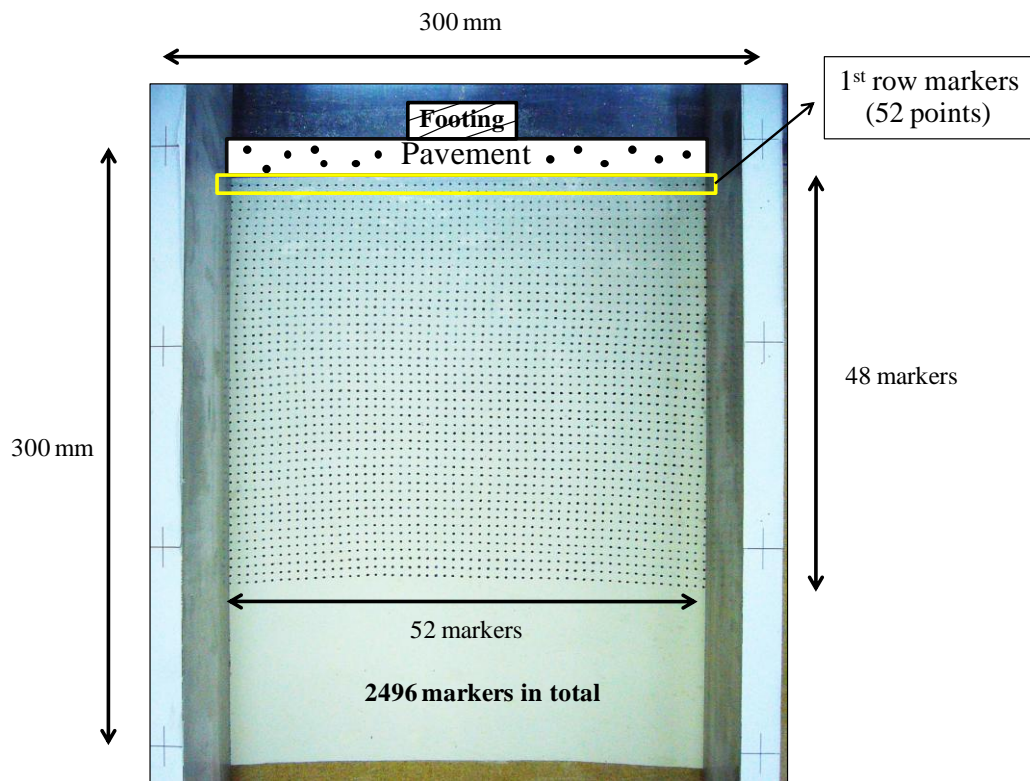 300 mm
1st row markers
(52 points)
Footing
Pavement
48 markers
300 mm
52 markers
2496 markers in total